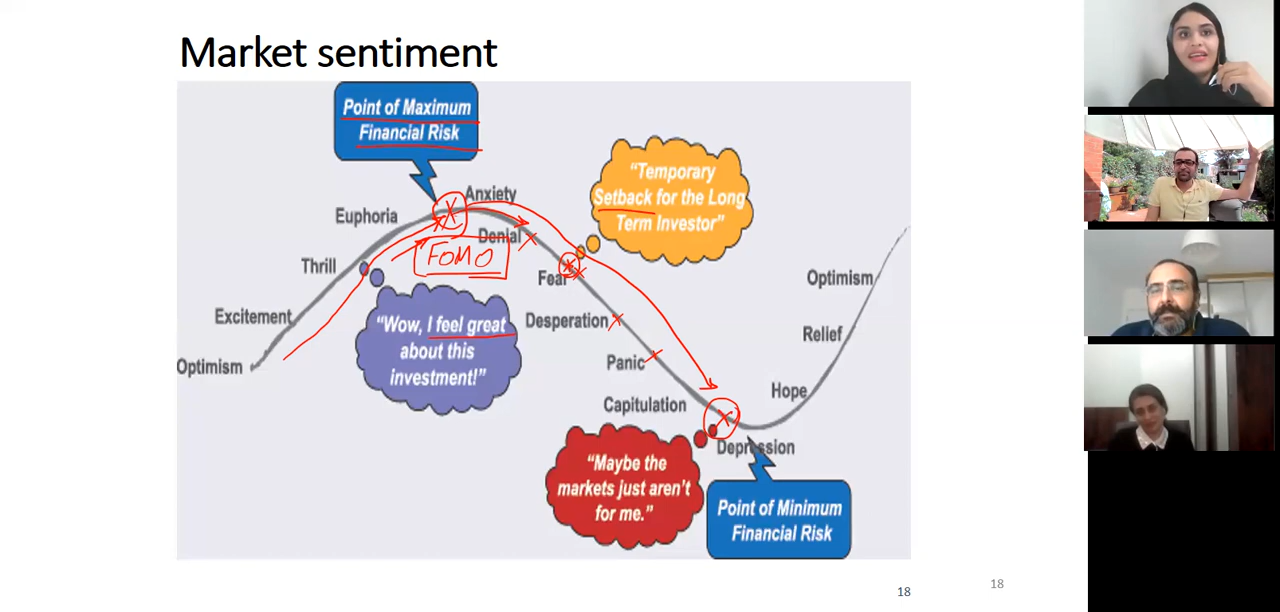 Market sentiment
Point of Maximum
Financial Risk
Anxiety
"Temporary
Setback for the Long
Term Investor"
Euphoria
Denial
FOMO
Thrill
Fear
Optimism
Excitement
"Wow, I feel great
about this
investment!"
Desperation
Relief
Optimism
Panic
Hope
Capitulation
Depression
"Maybe the
markets just aren't
for me."
Point of Minimum
Financial Risk
18
18